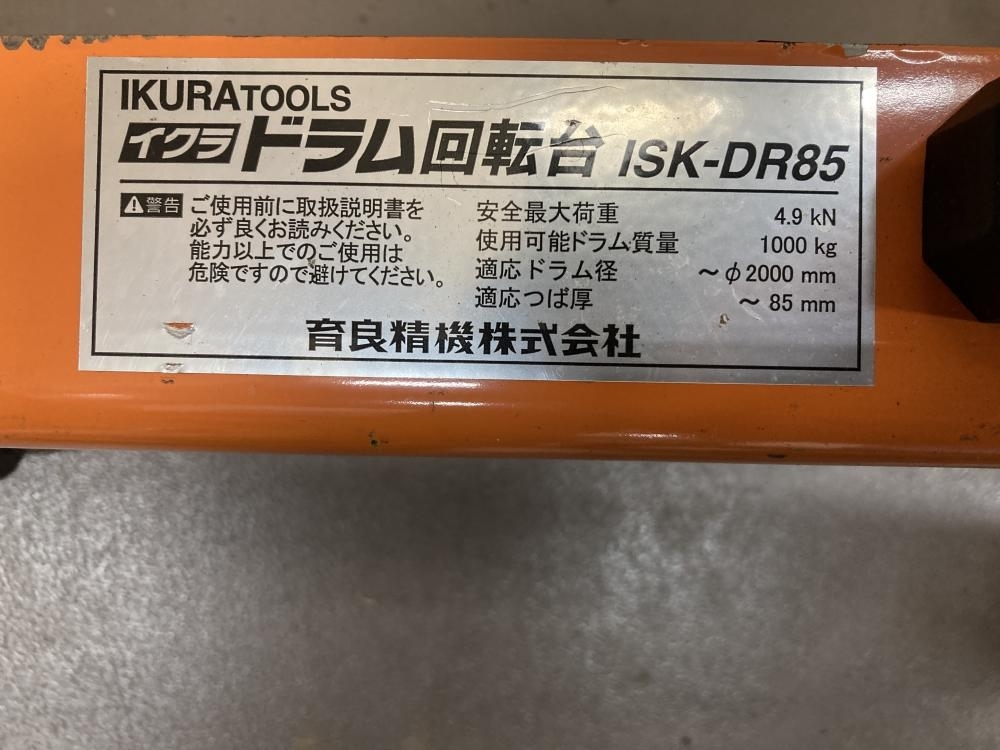 IKURATOOLS
イクラ ドラム回転台 ISK-DR85
⚠警告 ご使用前に取扱説明書を
必ず良くお読みください。
能力以上でのご使用は
危険ですので避けてください。
安全最大荷重 4.9 kN
使用可能ドラム質量 1000 kg
適応ドラム径 ～φ2000 mm
適応つば厚 ～85 mm
育良精機株式会社